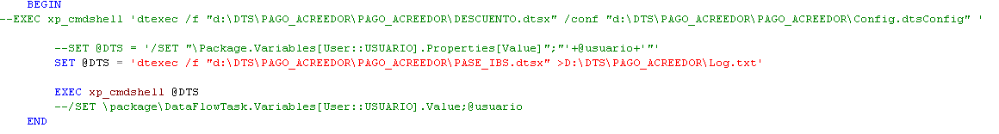 BEGIN
--EXEC xp_cmdshell 'dtexec /f "d:\DTS\PAGO_ACREEDOR\PAGO_ACREEDOR\DESCUENTO.dtsx" /conf "d:\DTS\PAGO_ACREEDOR\PAGO_ACREEDOR\Config.dtsConfig" '
--SET @DTS = '/SET "\Package.Variables[User::USUARIO].Properties[Value]";"'+@usuario+'"'
SET @DTS = 'dtexec /f "d:\DTS\PAGO_ACREEDOR\PAGO_ACREEDOR\PASE_IBS.dtsx" >D:\DTS\PAGO_ACREEDOR\Log.txt'
EXEC xp_cmdshell @DTS
--/SET \package\DataFlowTask.Variables[User::USUARIO].Value;@usuario
END